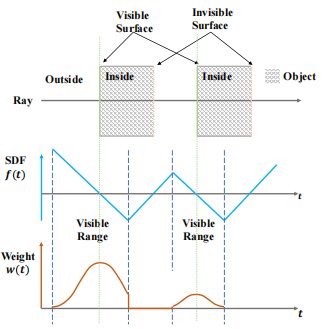 Visible
Surface
Invisible
Surface
Outside
Inside
Inside
Object
Ray
SDF
f(t)
t
Visible
Range
Visible
Range
Weight
w(t)
t